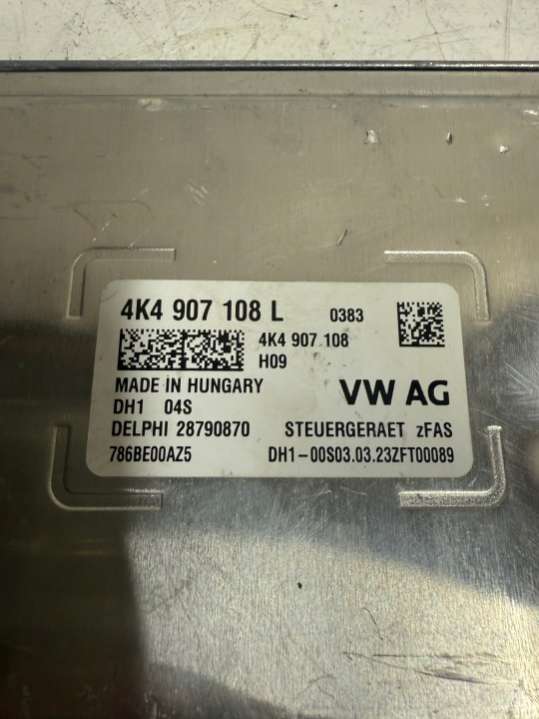 4K4 907 108 L 0383
4K4 907 108
H09
MADE IN HUNGARY
VW AG
DH1 04S
DELPHI 28790870 STEUERGERAET zFAS
786BE00AZ5 DH1-00S03.03.23ZFT00089